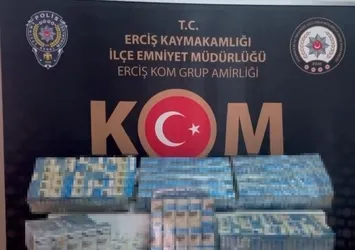 POLİS
T.C.
ERCİŞ KAYMAKAMLIĞI
İLÇE EMNİYET MÜDÜRLÜĞÜ
ERCİŞ KOM GRUP AMİRLİĞİ
KOM